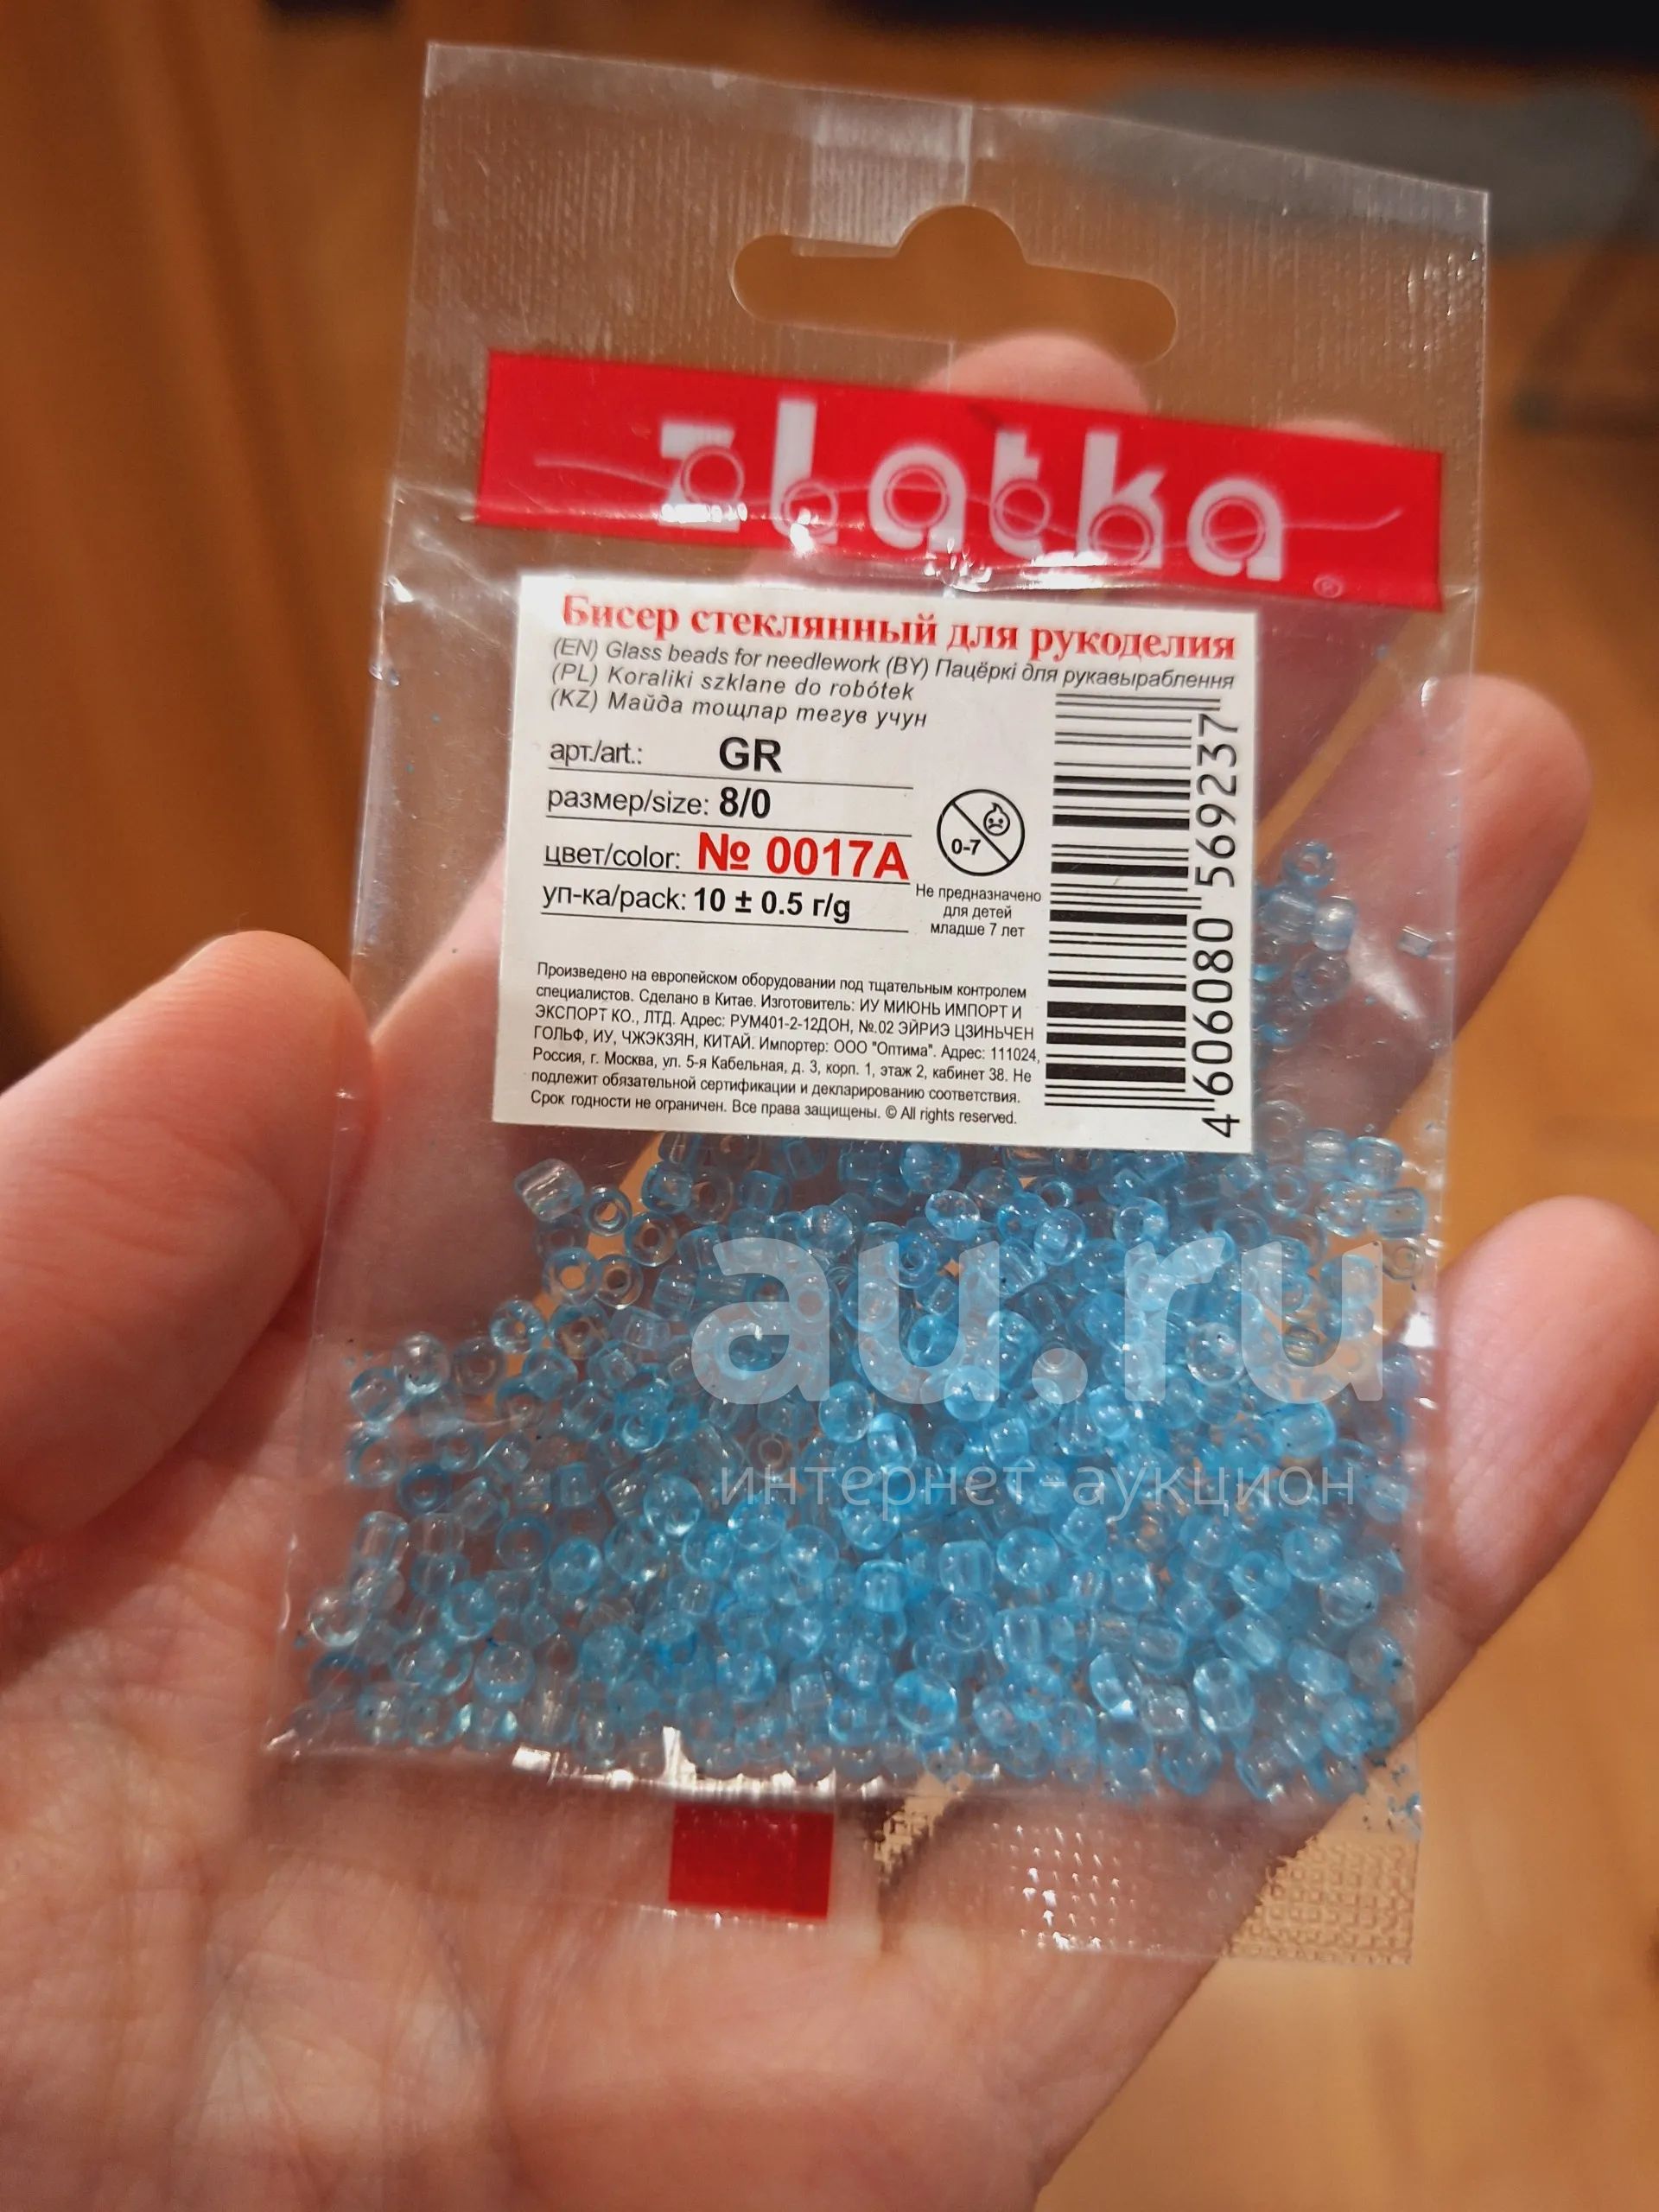 zlatka ®
Бисер стеклянный для рукоделия
(EN) Glass beads for needlework (BY) Пацёркі для рукавыраблення
(PL) Koraliki szklane do robótek
(KZ) Майда тощлар тегув учун
арт./art.: GR
размер/size: 8/0
цвет/color: № 0017A
уп-ка/pack: 10 ± 0.5 г/g
0-7
Не предназначено
для детей
младше 7 лет
4 606080 569237
Произведено на европейском оборудовании под тщательным контролем
специалистов. Сделано в Китае. Изготовитель: ИУ МИЮНЬ ИМПОРТ И
ЭКСПОРТ КО., ЛТД. Адрес: РУМ401-2-12ДОН, №.02 ЭЙРИЭ ЦЗИНЬЧЕН
ГОЛЬФ, ИУ, ЧЖЭКЗЯН, КИТАЙ. Импортер: ООО "Оптима". Адрес: 111024,
Россия, г. Москва, ул. 5-я Кабельная, д. 3, корп. 1, этаж 2, кабинет 38. Не
подлежит обязательной сертификации и декларированию соответствия.
Срок годности не ограничен. Все права защищены. © All rights reserved.
au.ru
интернет-аукцион